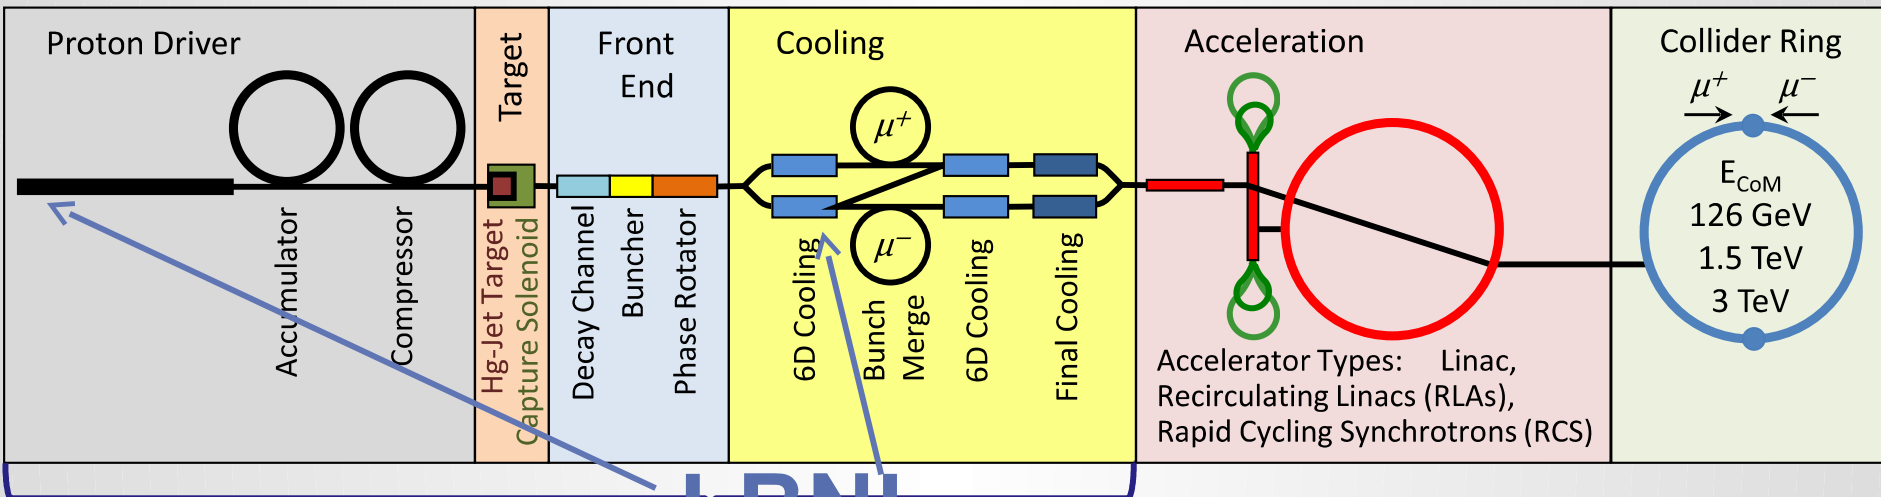 Proton Driver
Accumulator
Compressor
Target
Hg-Jet Target
Capture Solenoid
Front
End
Decay Channel
Buncher
Phase Rotator
Cooling
μ⁺
μ⁻
6D Cooling
Bunch
Merge
6D Cooling
Final Cooling
Acceleration
Accelerator Types: Linac,
Recirculating Linacs (RLAs),
Rapid Cycling Synchrotrons (RCS)
Collider Ring
μ⁺ μ⁻
E_CoM
126 GeV
1.5 TeV
3 TeV